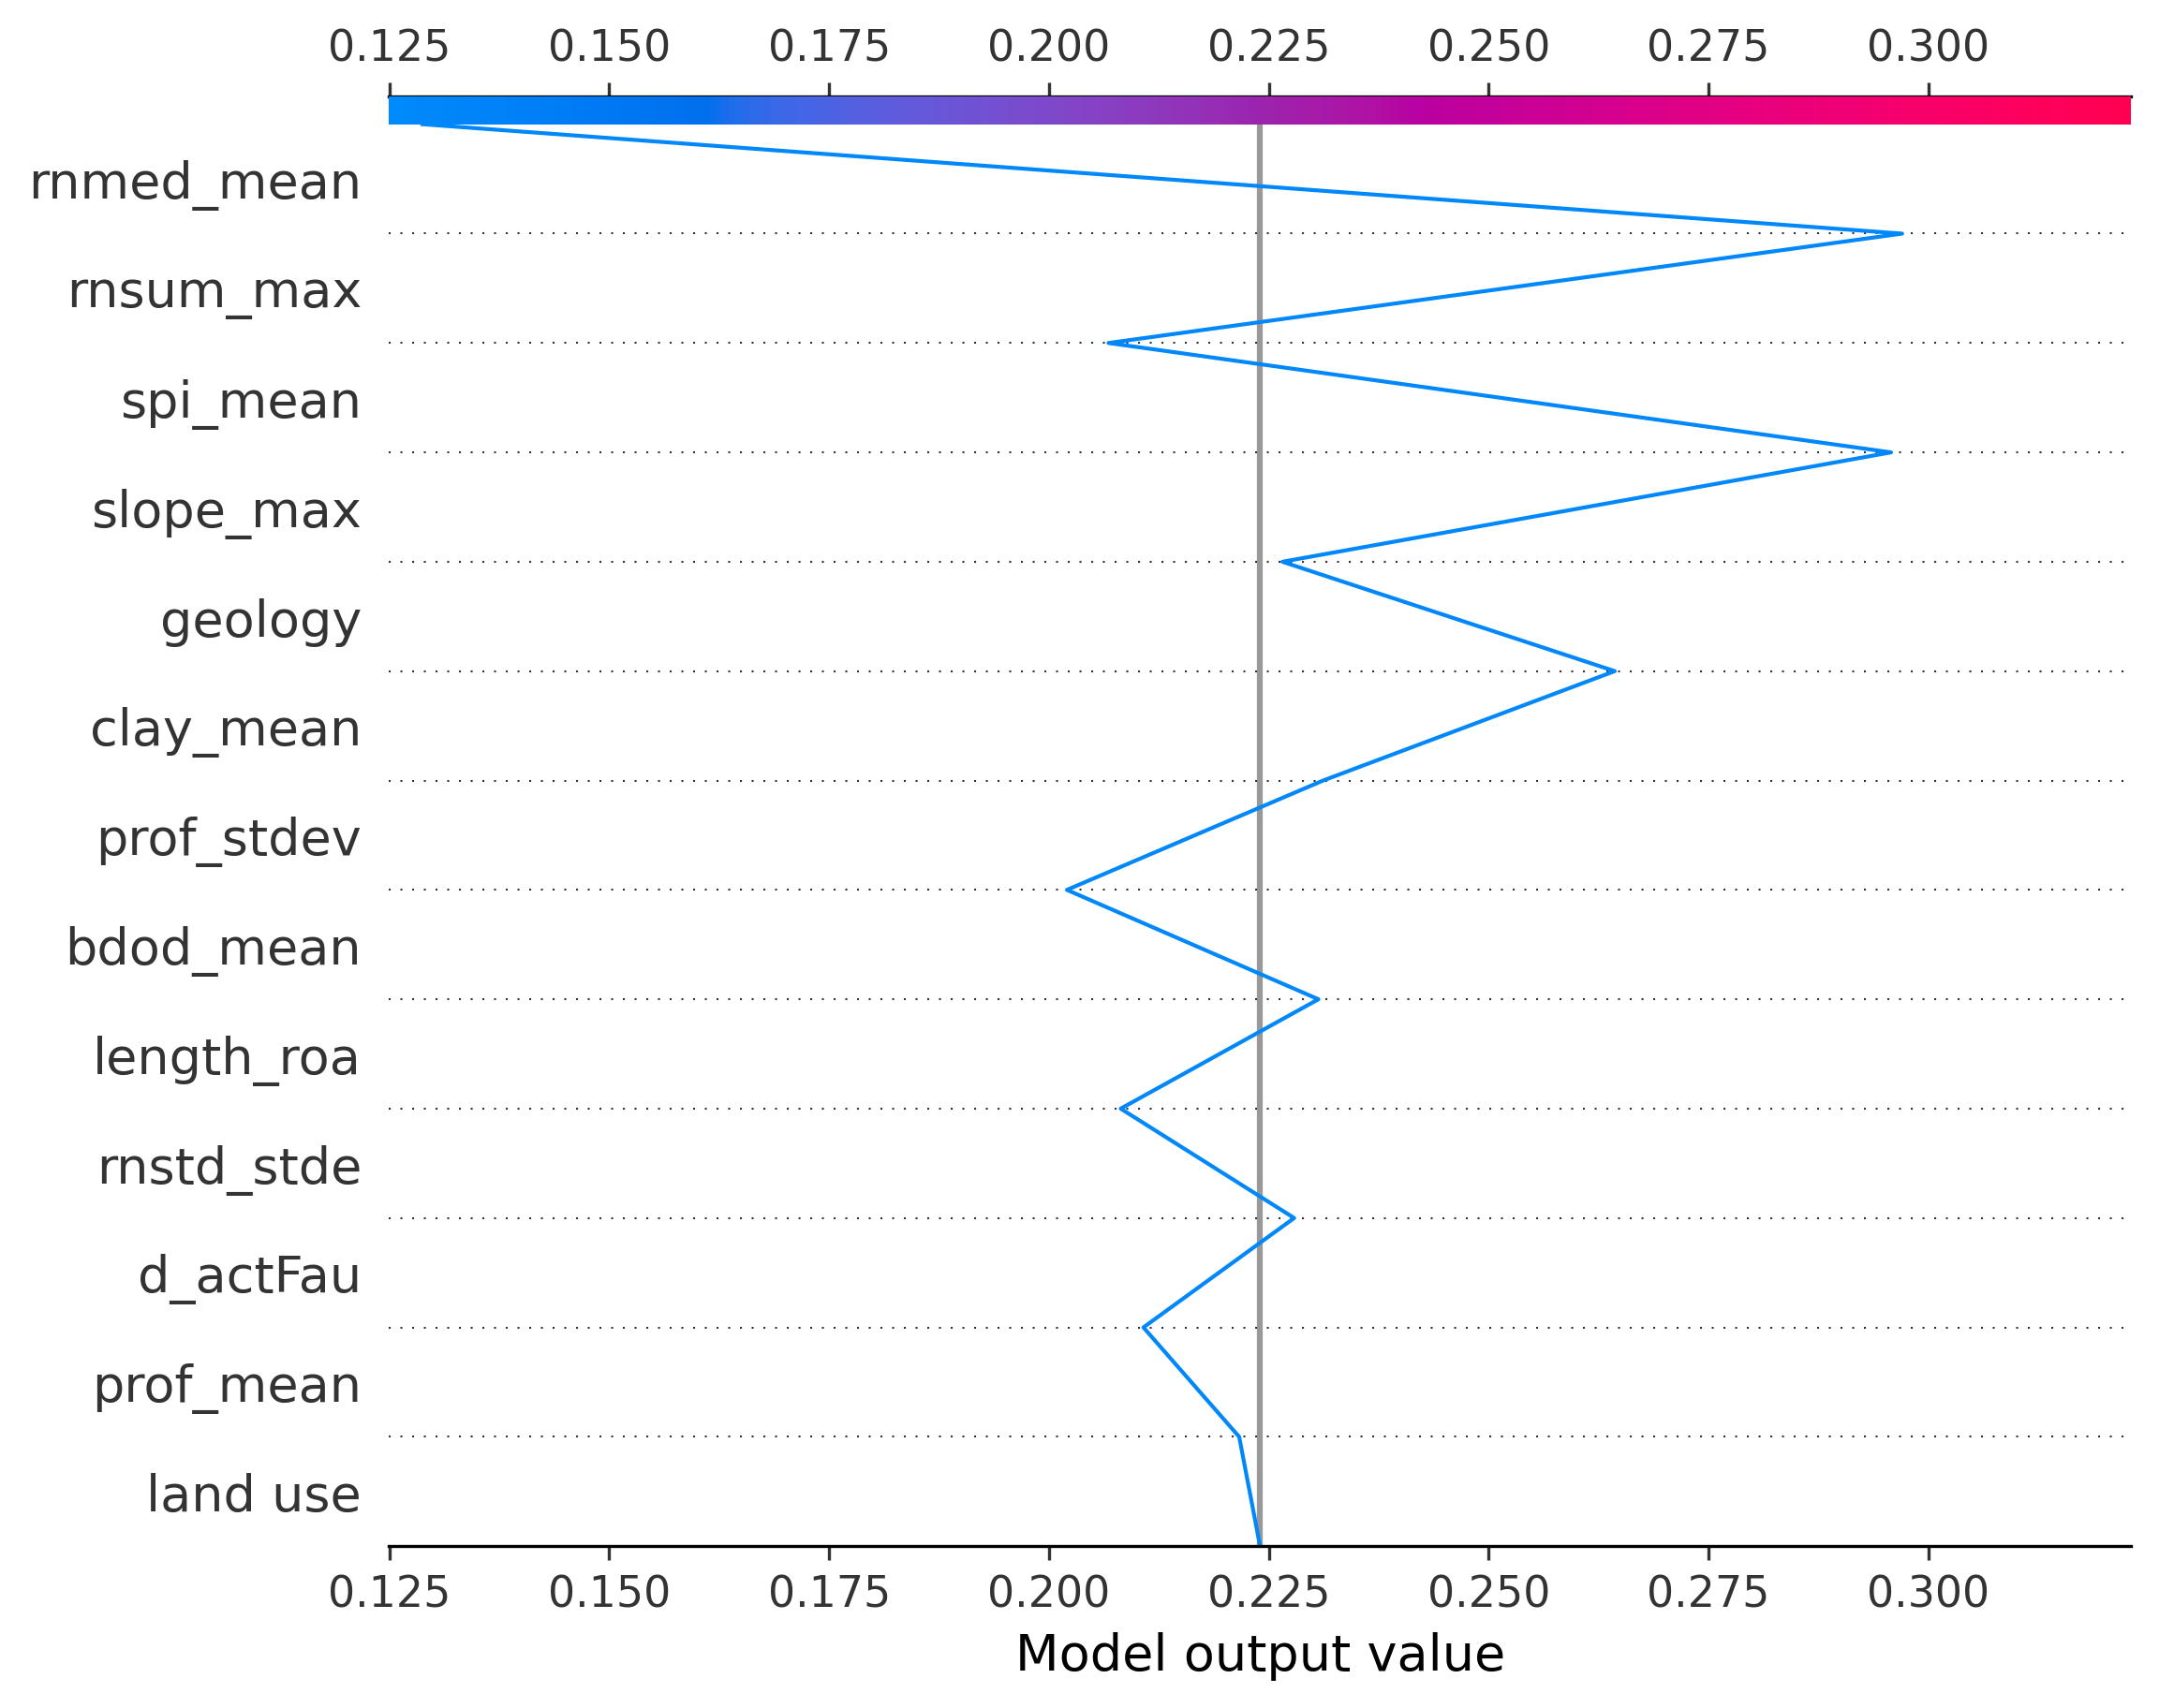 0.125 0.150 0.175 0.200 0.225 0.250 0.275 0.300
rnmed_mean
rnsum_max
spi_mean
slope_max
geology
clay_mean
prof_stdev
bdod_mean
length_roa
rnstd_stde
d_actFau
prof_mean
land use
0.125 0.150 0.175 0.200 0.225 0.250 0.275 0.300
Model output value